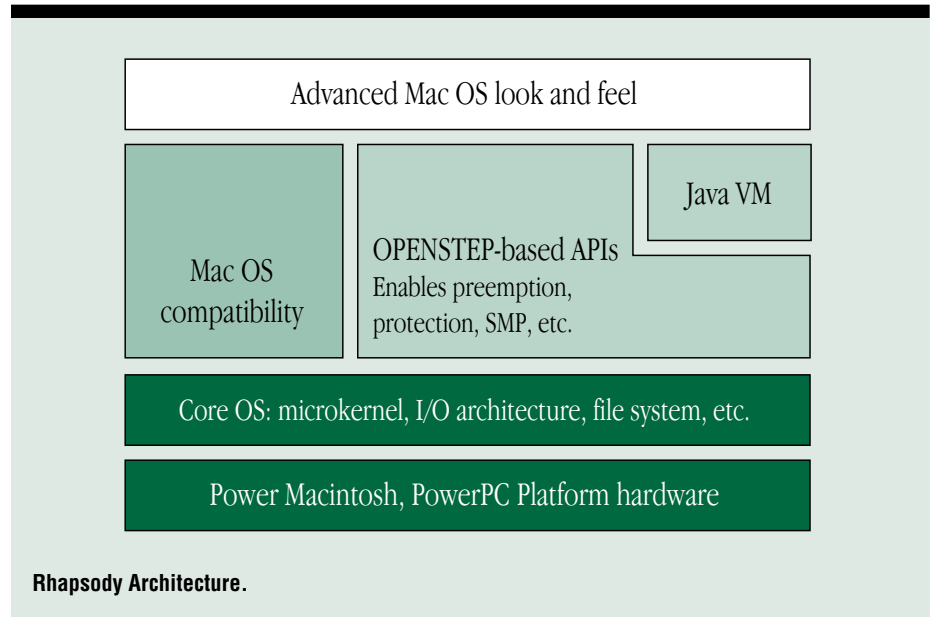 Advanced Mac OS look and feel
Mac OS
compatibility
OPENSTEP-based APIs
Enables preemption,
protection, SMP, etc.
Java VM
Core OS: microkernel, I/O architecture, file system, etc.
Power Macintosh, PowerPC Platform hardware
Rhapsody Architecture.